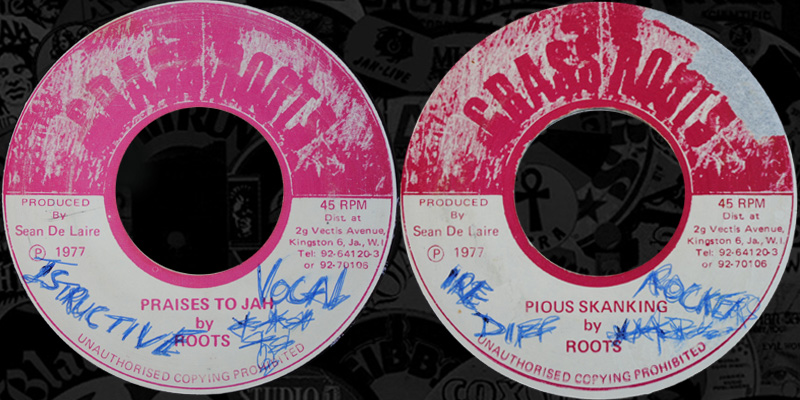 GRASS ROOTS
PRODUCED
By
Sean De Laire
℗ 1977
45 RPM
Dist. at
2g Vectis Avenue,
Kingston 6, Ja., W.I.
Tel: 92-64120-3
or 92-70106
ISTRUCTIVE
VOCAL
PRAISES TO JAH
by
ROOTS
UNAUTHORISED COPYING PROHIBITED
GRASS ROOTS
PRODUCED
By
Sean De Laire
℗ 1977
45 RPM
Dist. at
2g Vectis Avenue,
Kingston 6, Ja., W.I.
Tel: 92-64120-3
or 92-70106
IRE
DIFF
ROCKERS
PIOUS SKANKING
by
ROOTS
UNAUTHORISED COPYING PROHIBITED